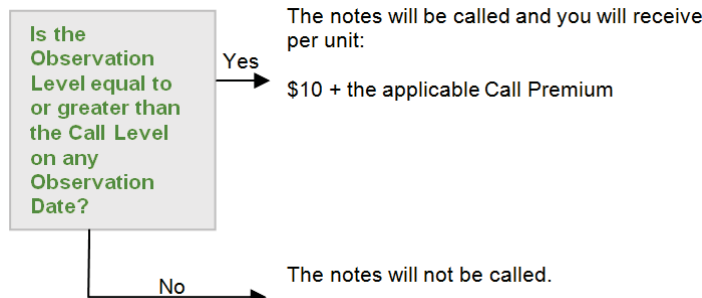 Is the
Observation
Level equal to
or greater than
the Call Level
on any
Observation
Date?
Yes
The notes will be called and you will receive
per unit:
$10 + the applicable Call Premium
No
The notes will not be called.